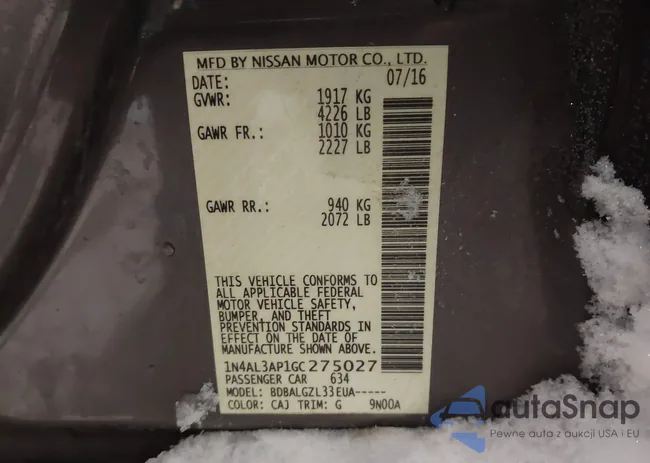 MFD BY NISSAN MOTOR CO., LTD.
DATE: 07/16
GVWR: 1917 KG
4226 LB
GAWR FR.: 1010 KG
2227 LB
GAWR RR.: 940 KG
2072 LB
THIS VEHICLE CONFORMS TO
ALL APPLICABLE FEDERAL
MOTOR VEHICLE SAFETY,
BUMPER, AND THEFT
PREVENTION STANDARDS IN
EFFECT ON THE DATE OF
MANUFACTURE SHOWN ABOVE.
1N4AL3AP1GC275027
PASSENGER CAR 634
MODEL: BDBALGZL33EUA-----
COLOR: CAJ TRIM: G 9N00A
autoSnap
Pewne auta z aukcji USA i EU